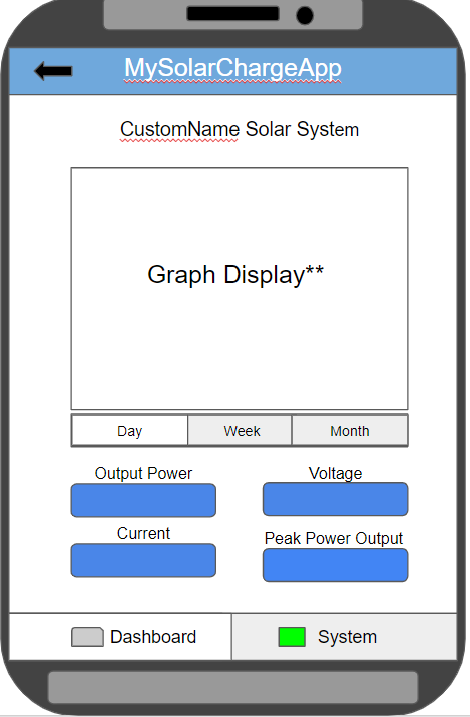 MySolarChargeApp
CustomName Solar System
Graph Display**
Day Week Month
Output Power Voltage
Current Peak Power Output
Dashboard System